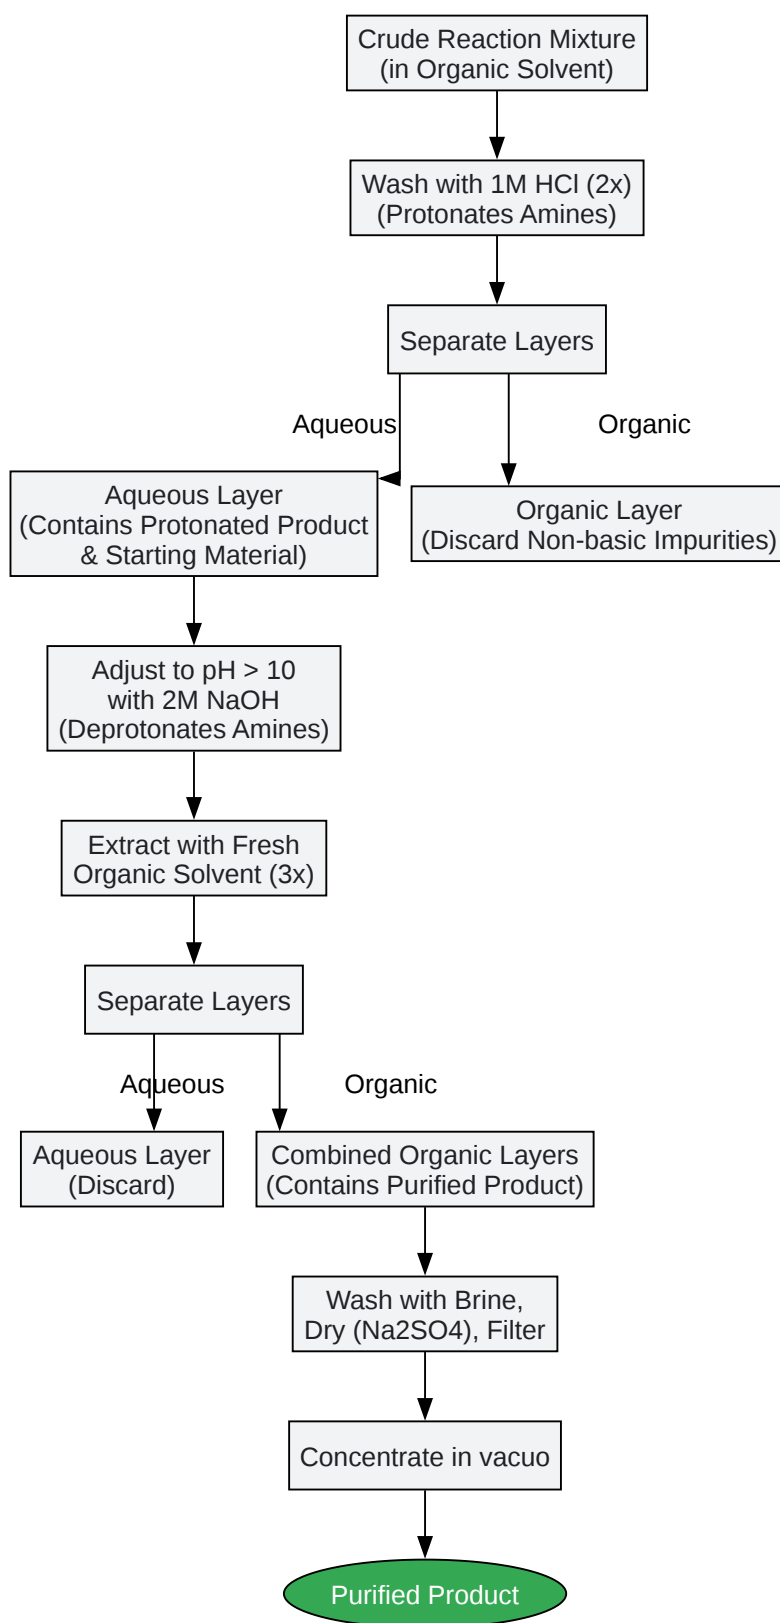 Crude Reaction Mixture
(in Organic Solvent)
Wash with 1M HCl (2x)
(Protonates Amines)
Separate Layers
Aqueous
Organic
Aqueous Layer
(Contains Protonated Product
& Starting Material)
Organic Layer
(Discard Non-basic Impurities)
Adjust to pH > 10
with 2M NaOH
(Deprotonates Amines)
Extract with Fresh
Organic Solvent (3x)
Separate Layers
Aqueous
Organic
Aqueous Layer
(Discard)
Combined Organic Layers
(Contains Purified Product)
Wash with Brine,
Dry (Na2SO4), Filter
Concentrate in vacuo
Purified Product